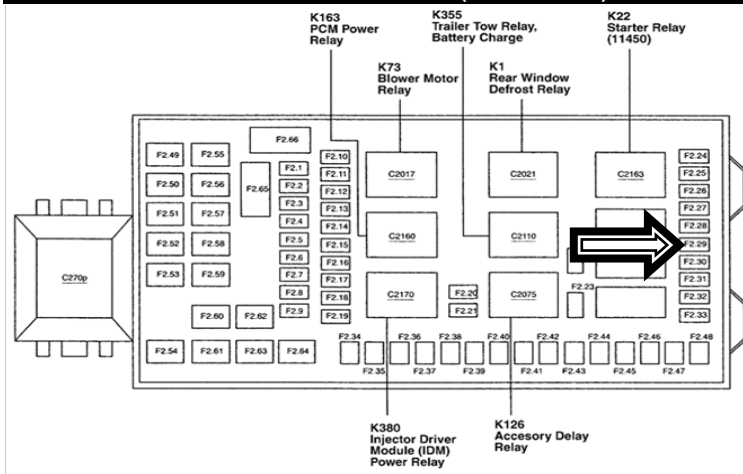 K163
PCM Power
Relay
K355
Trailer Tow Relay,
Battery Charge
K22
Starter Relay
(11450)
K73
Blower Motor
Relay
K1
Rear Window
Defrost Relay
F2.66
F2.49
F2.55
F2.50
F2.56
F2.51
F2.57
F2.52
F2.58
F2.53
F2.59
F2.60
F2.62
F2.54
F2.61
F2.63
F2.64
F2.65
F2.1
F2.2
F2.3
F2.4
F2.5
F2.6
F2.7
F2.8
F2.9
F2.10
F2.11
F2.12
F2.13
F2.14
F2.15
F2.16
F2.17
F2.18
F2.19
C2017
C2021
C2163
C2160
C2110
C2170
C2075
F2.20
F2.21
F2.23
F2.24
F2.25
F2.26
F2.27
F2.28
F2.29
F2.30
F2.31
F2.32
F2.33
C270p
F2.34
F2.36
F2.38
F2.40
F2.42
F2.44
F2.46
F2.48
F2.35
F2.37
F2.39
F2.41
F2.43
F2.45
F2.47
K380
Injector Driver
Module (IDM)
Power Relay
K126
Accesory Delay
Relay